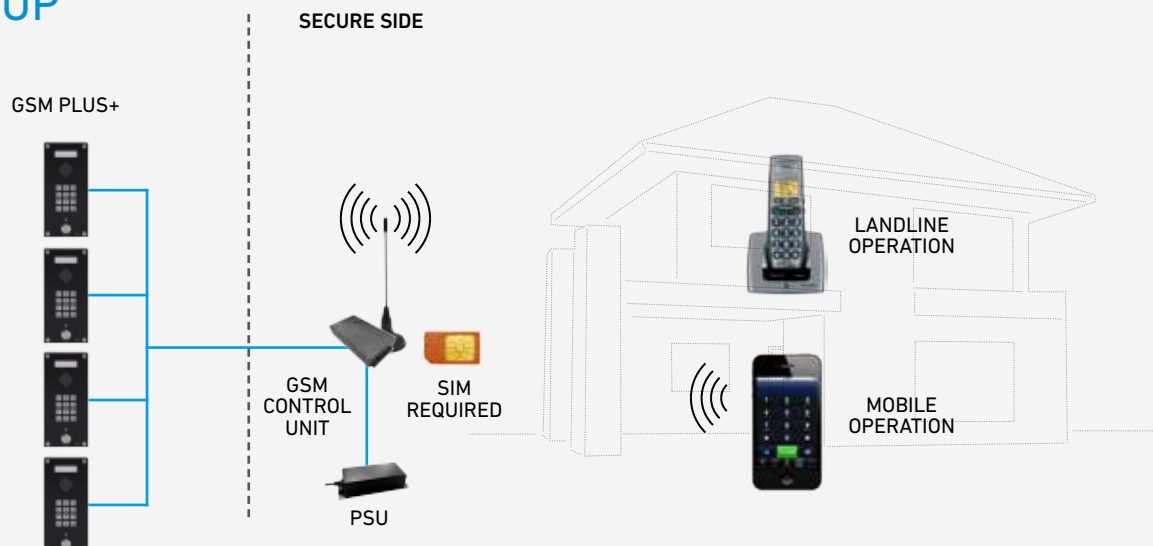 UP
SECURE SIDE
GSM PLUS+
LANDLINE
OPERATION
GSM
CONTROL
UNIT
SIM
REQUIRED
MOBILE
OPERATION
PSU